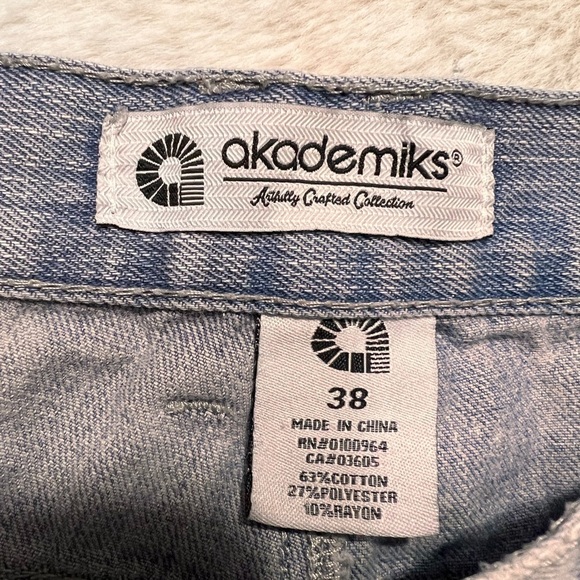 akademiks®
Artfully Crafted Collection
38
MADE IN CHINA
RN#0100964
CA#03605
63%COTTON
27%POLYESTER
10%RAYON